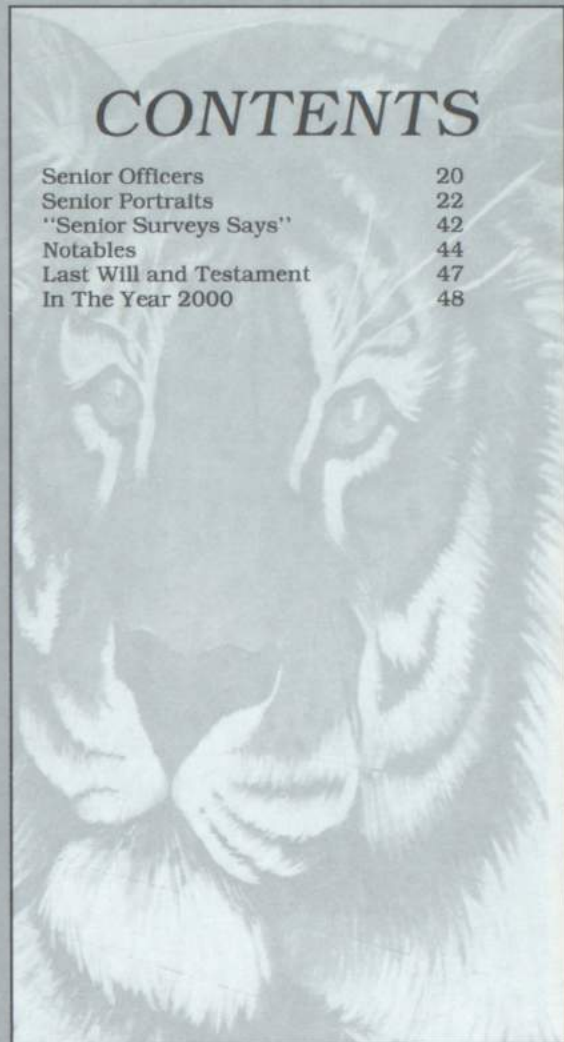 CONTENTS
Senior Officers 20
Senior Portraits 22
"Senior Surveys Says" 42
Notables 44
Last Will and Testament 47
In The Year 2000 48